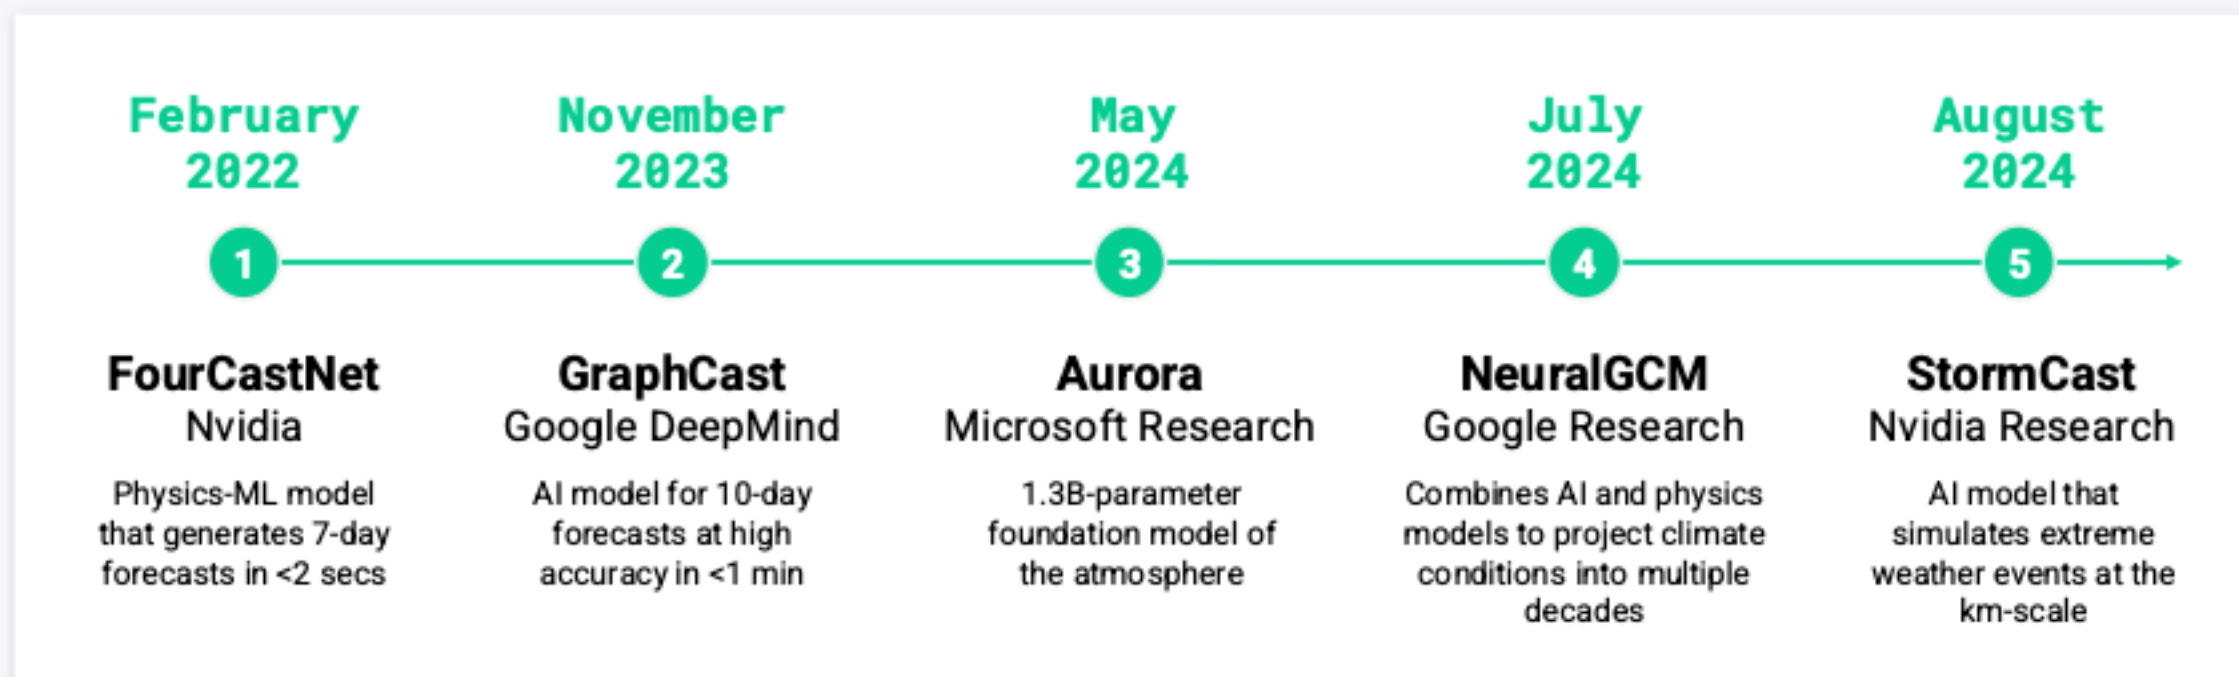 February
2022
November
2023
May
2024
July
2024
August
2024
1
2
3
4
5
FourCastNet
Nvidia
Physics-ML model
that generates 7-day
forecasts in <2 secs
GraphCast
Google DeepMind
AI model for 10-day
forecasts at high
accuracy in <1 min
Aurora
Microsoft Research
1.3B-parameter
foundation model of
the atmosphere
NeuralGCM
Google Research
Combines AI and physics
models to project climate
conditions into multiple
decades
StormCast
Nvidia Research
AI model that
simulates extreme
weather events at the
km-scale